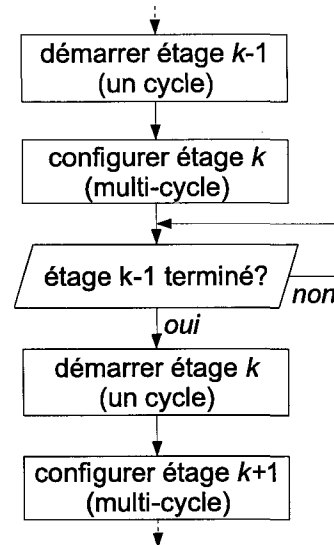 démarrer étage k-1
(un cycle)
configurer étage k
(multi-cycle)
étage k-1 terminé?
non
oui
démarrer étage k
(un cycle)
configurer étage k+1
(multi-cycle)